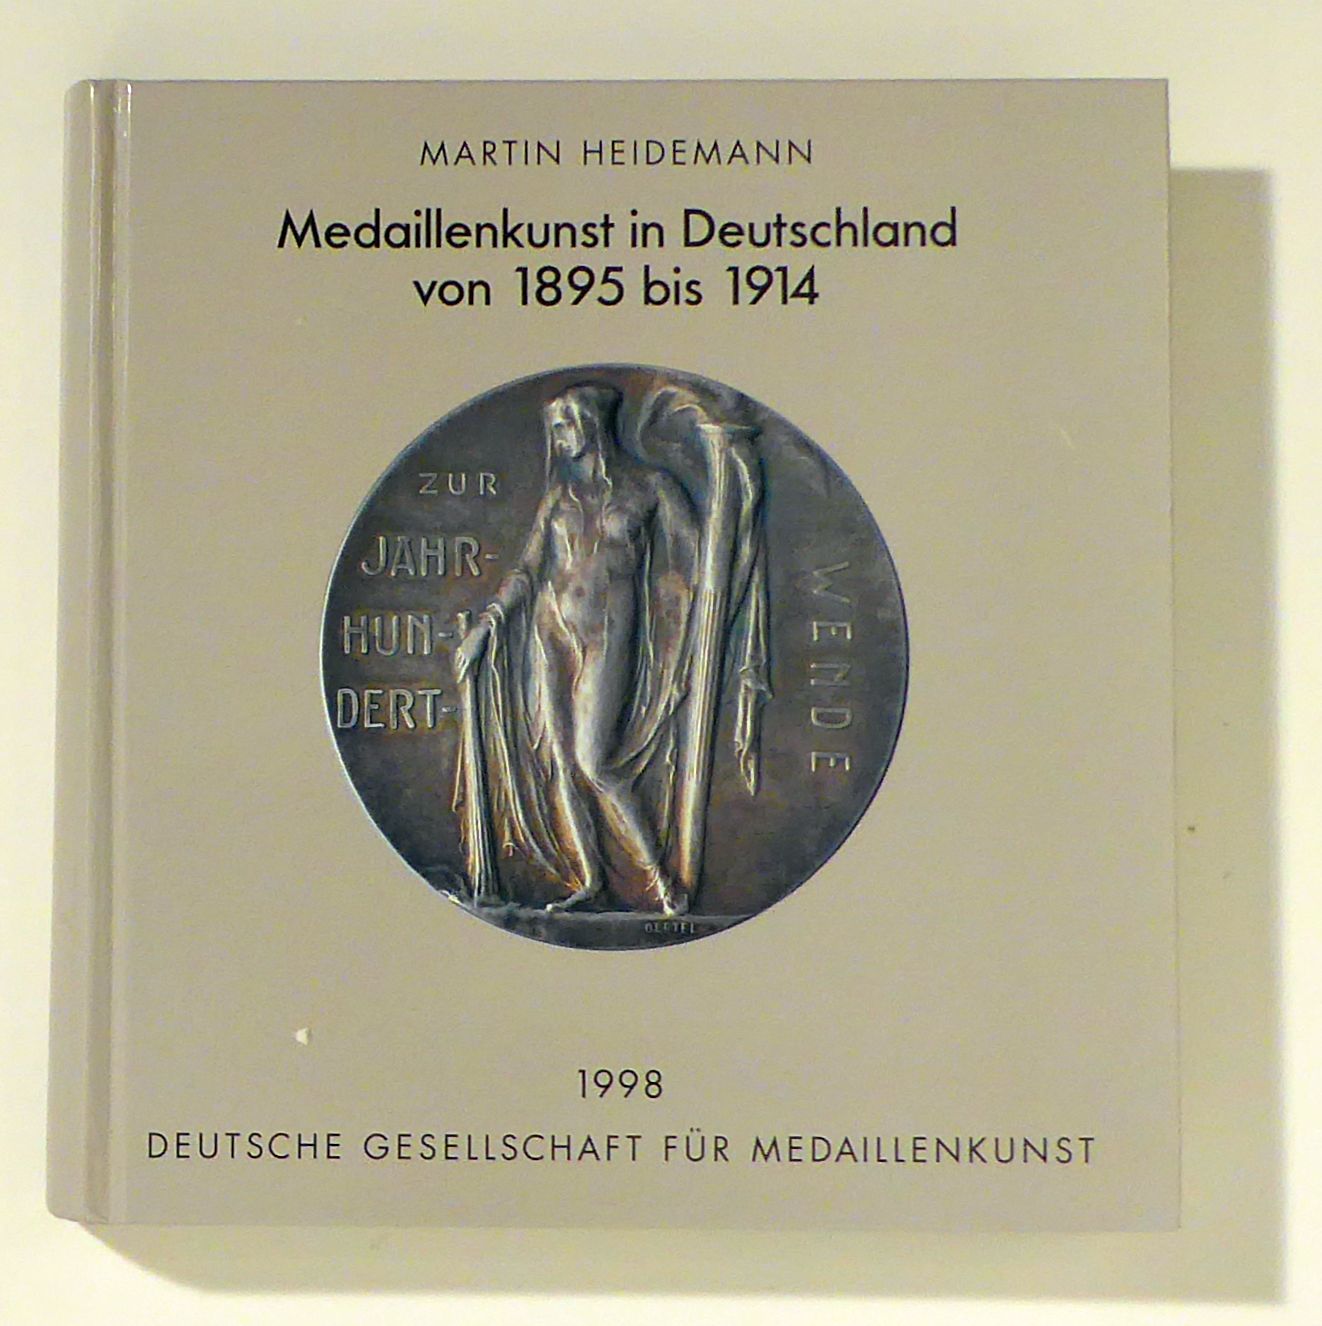 MARTIN HEIDEMANN
Medaillenkunst in Deutschland
von 1895 bis 1914
ZUR
JAHR-
HUN-
DERT-
WENDE
OERTEL
1998
DEUTSCHE GESELLSCHAFT FÜR MEDAILLENKUNST